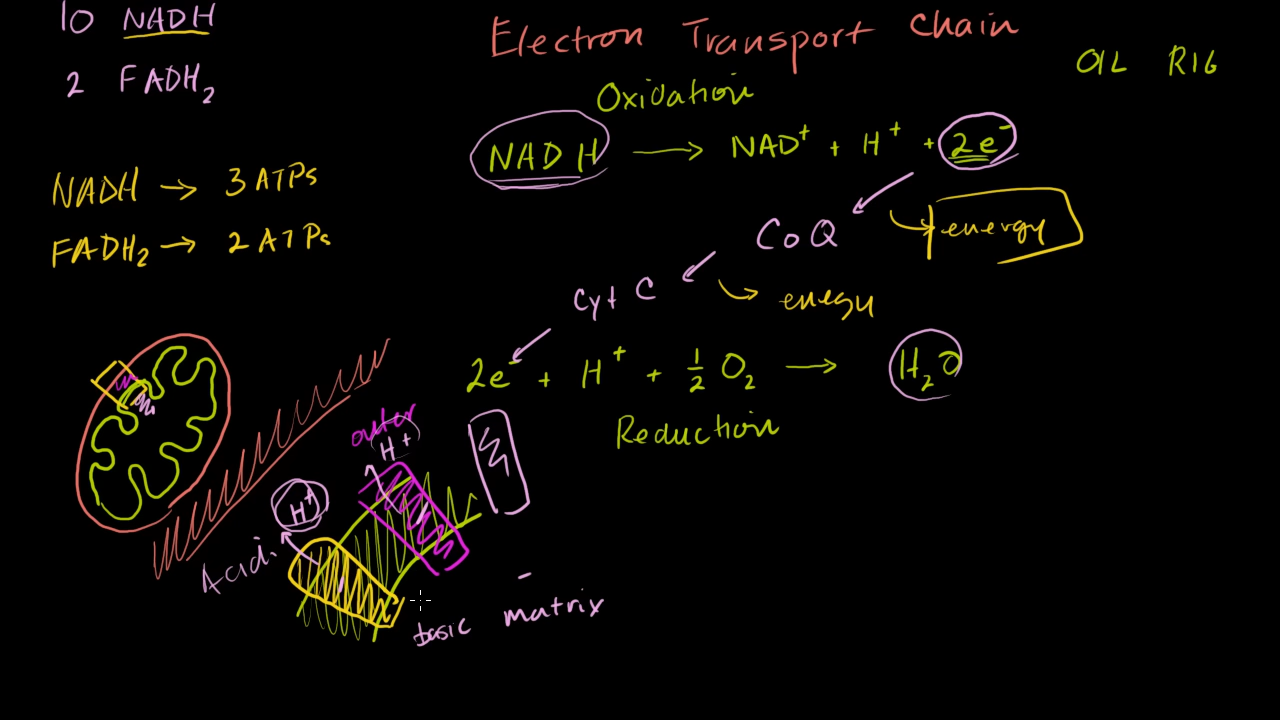 10 NADH
2 FADH₂
Electron Transport Chain
OIL RIG
Oxidation
NADH → NAD⁺ + H⁺ + 2e⁻
NADH → 3 ATPs
FADH₂ → 2 ATPs
CoQ
energy
Cyt C
energy
2e⁻ + H⁺ + ½ O₂ → H₂O
Reduction
outer
H⁺
H⁺
Acidi
basic matrix